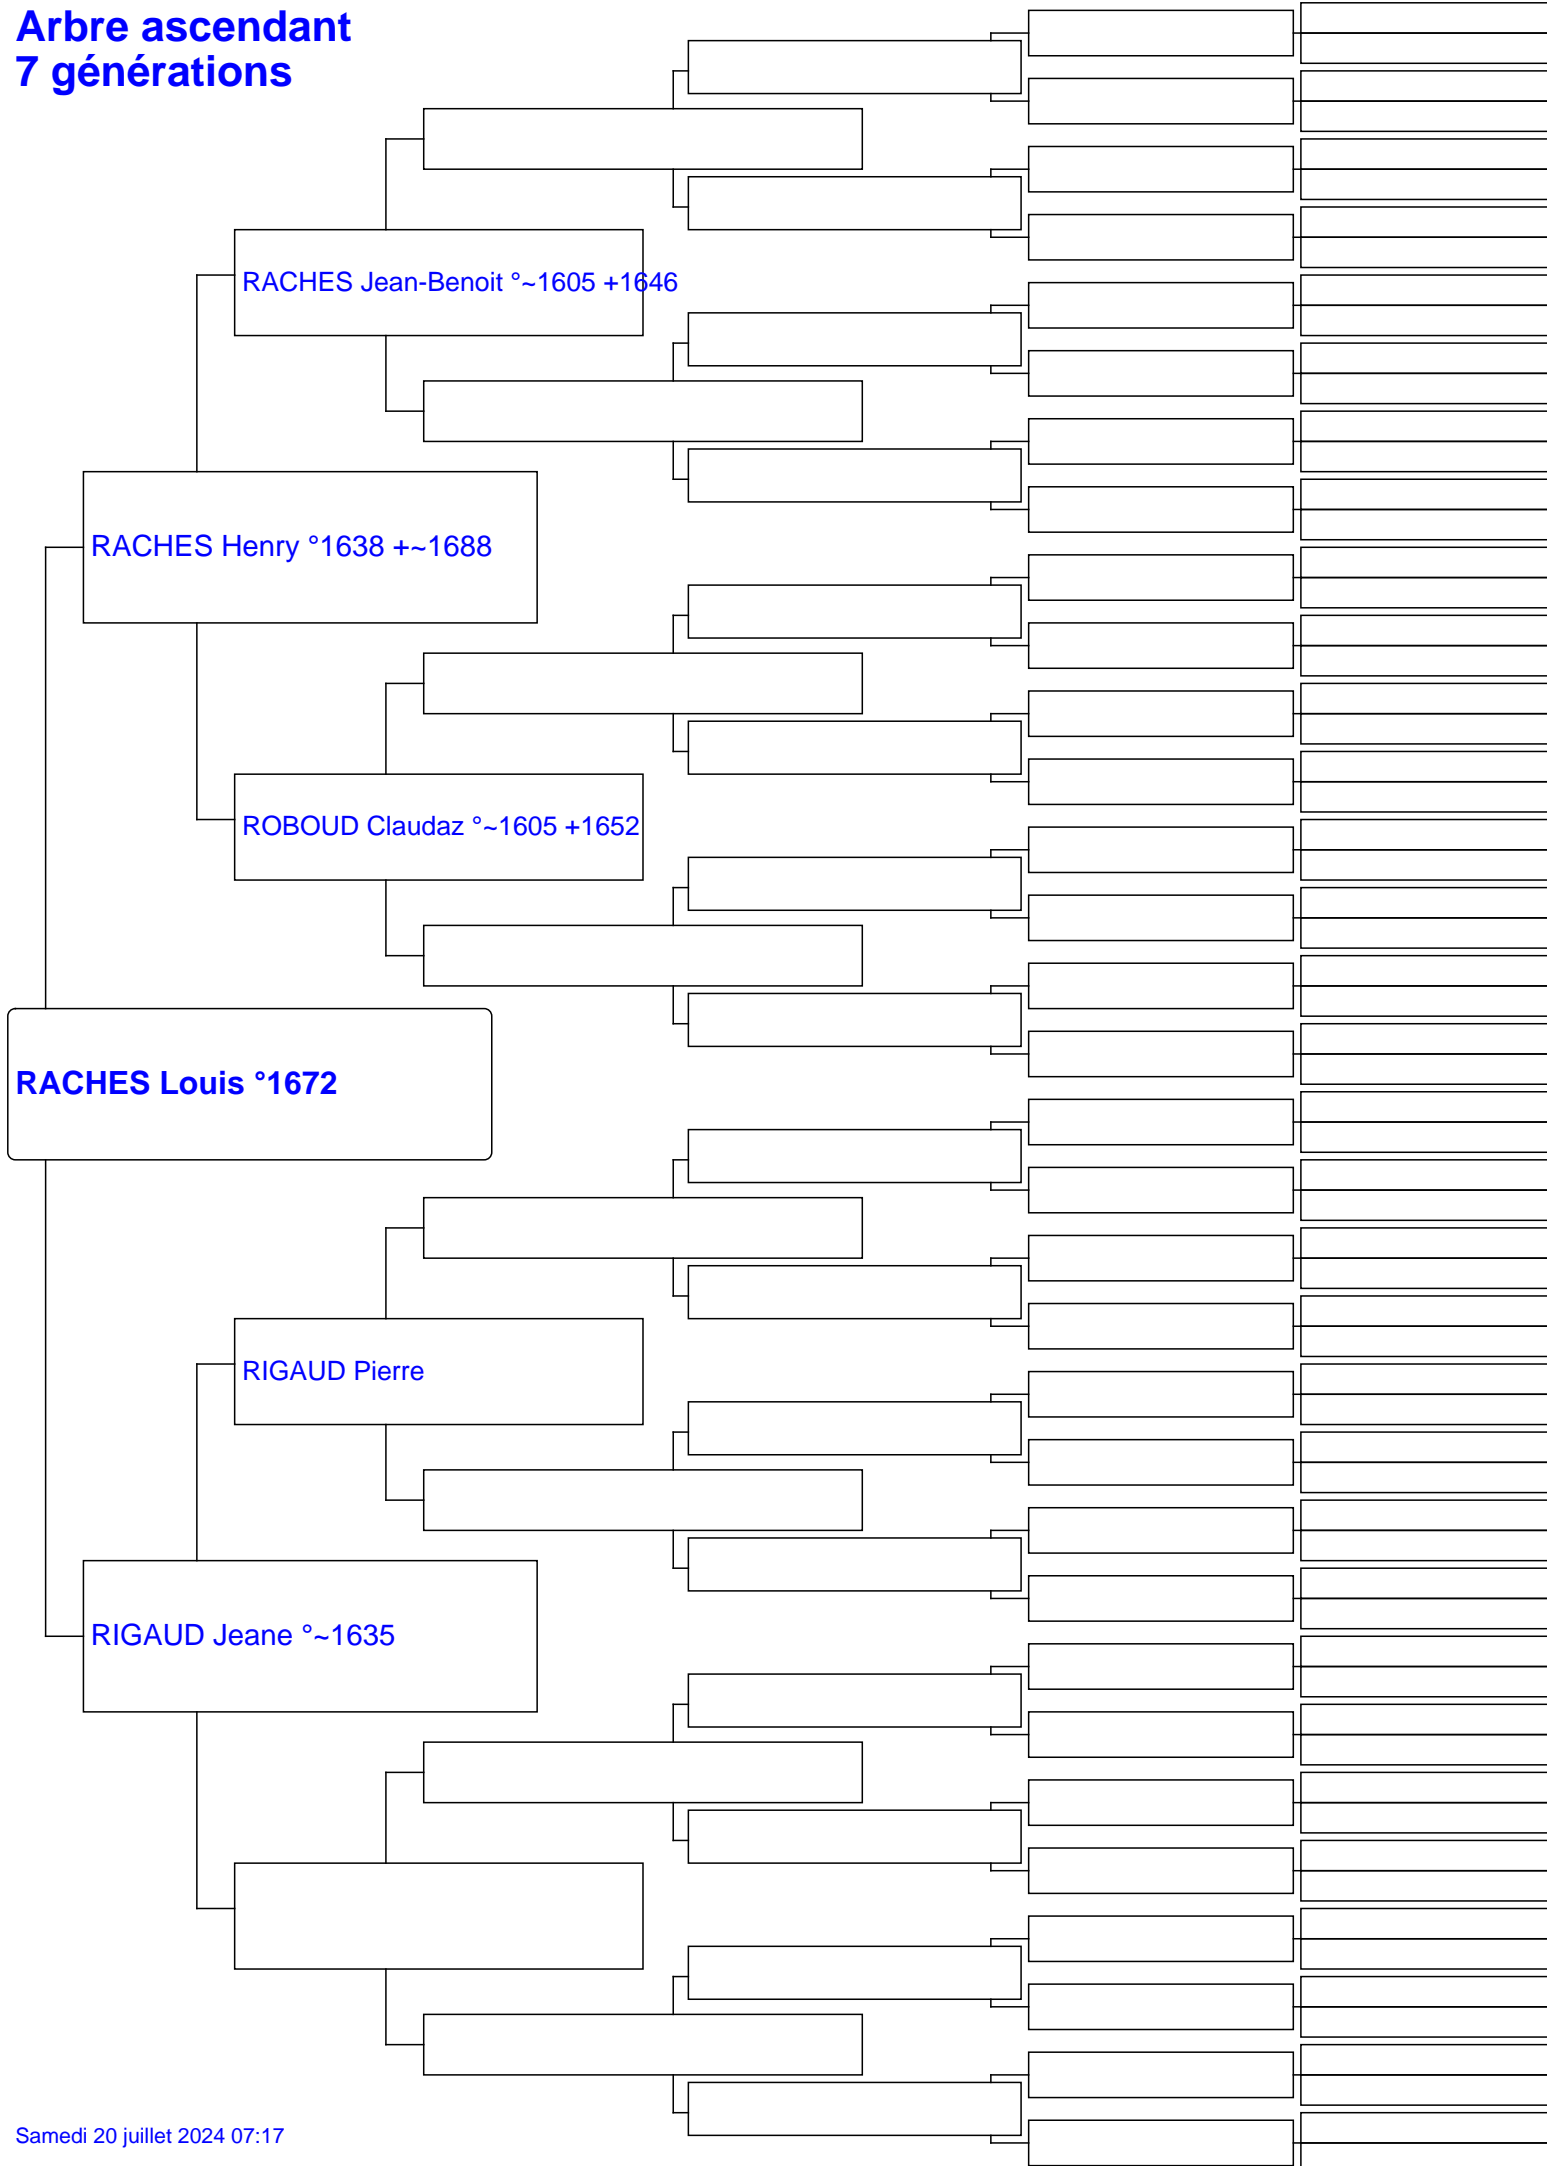 Arbre ascendant
7 générations
RACHES Jean-Benoit °~1605 +1646
RACHES Henry °1638 +~1688
ROBOUD Claudaz °~1605 +1652
RACHES Louis °1672
RIGAUD Pierre
RIGAUD Jeane °~1635
Samedi 20 juillet 2024 07:17